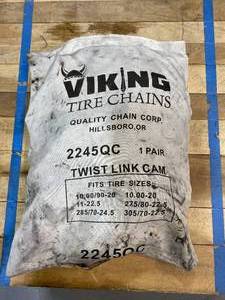 VIKING
TIRE CHAINS
QUALITY CHAIN CORP.
HILLSBORO, OR
2245QC 1 PAIR
TWIST LINK CAM
FITS TIRE SIZES:
10.00-20
11-22.5 275/80-22.5
285/70-24.5 305/70-22.5
2245QC